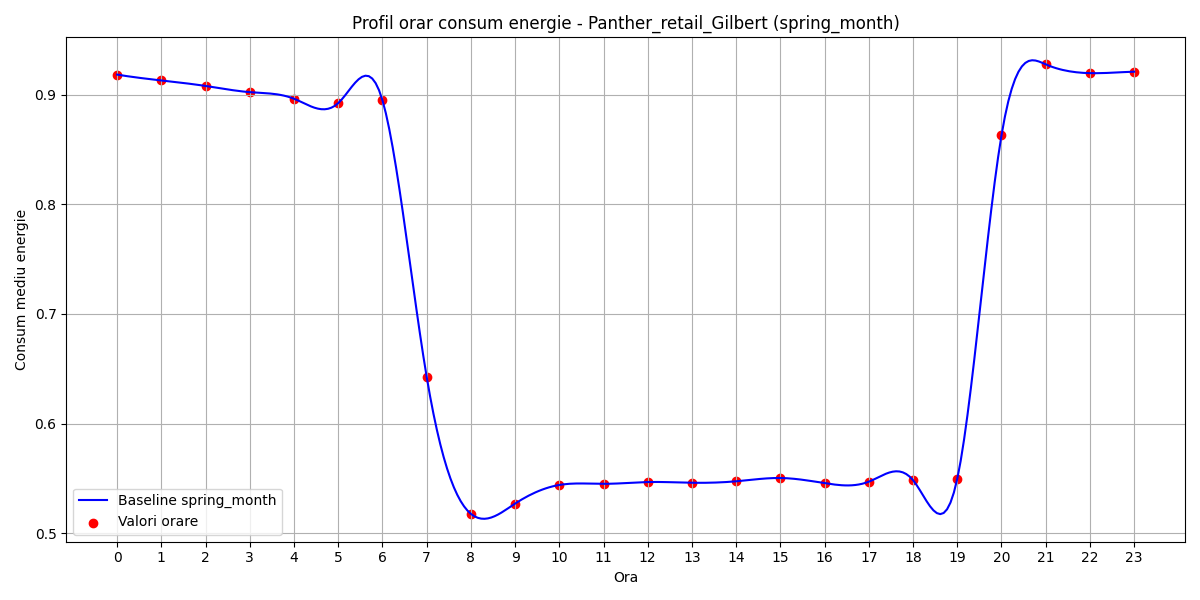 Profil orar consum energie - Panther_retail_Gilbert (spring_month)
Consum mediu energie
0.9
0.8
0.7
0.6
0.5
Baseline spring_month
Valori orare
0 1 2 3 4 5 6 7 8 9 10 11 12 13 14 15 16 17 18 19 20 21 22 23
Ora